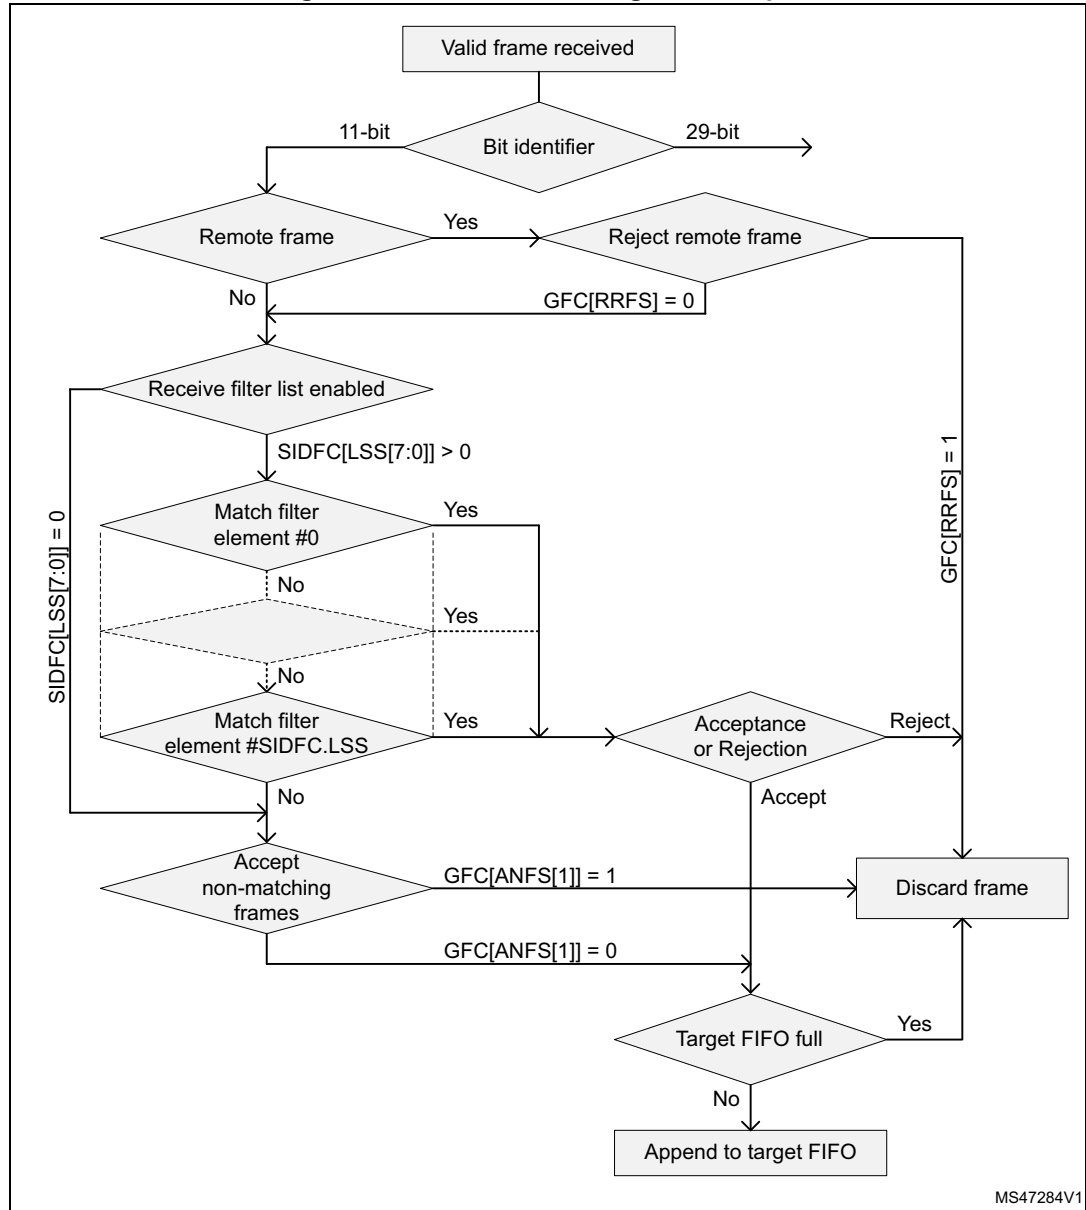 Valid frame received
11-bit
29-bit
Bit identifier
Yes
Remote frame
Reject remote frame
No
GFC[RRFS] = 0
Receive filter list enabled
SIDFC[LSS[7:0]] > 0
SIDFC[LSS[7:0]] = 0
GFC[RRFS] = 1
Match filter
element #0
Yes
No
Yes
No
Match filter
element #SIDFC.LSS
Yes
Acceptance
or Rejection
Reject
No
Accept
Accept
non-matching
frames
GFC[ANFS[1]] = 1
Discard frame
GFC[ANFS[1]] = 0
Target FIFO full
Yes
No
Append to target FIFO
MS47284V1